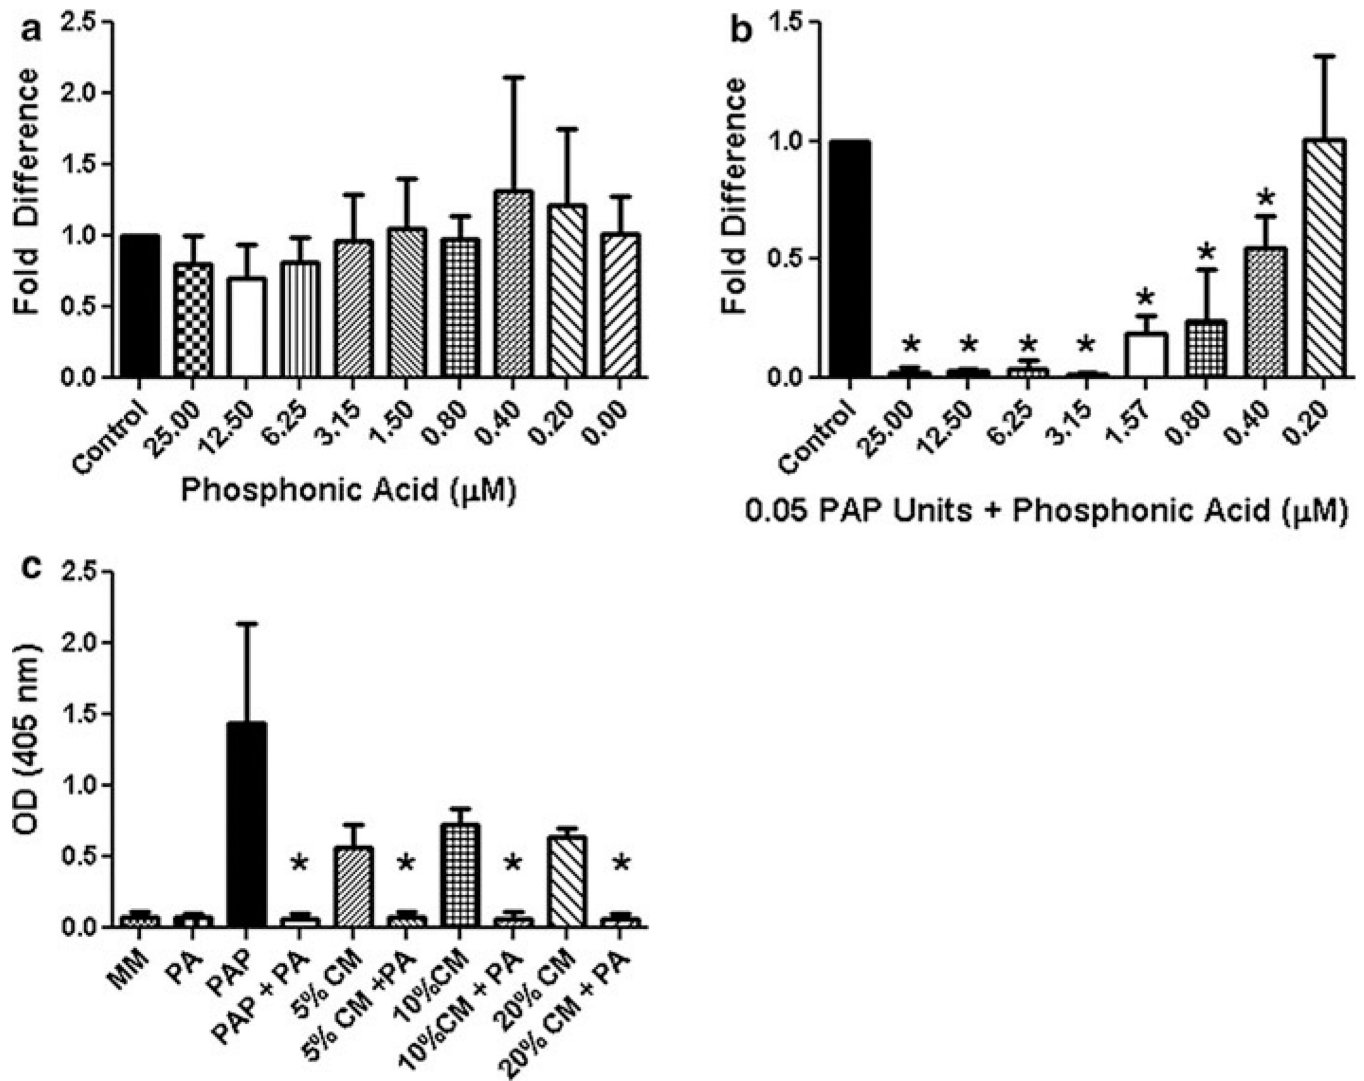 a
Fold Difference
2.5
2.0
1.5
1.0
0.5
0.0
Control
25.00
12.50
6.25
3.15
1.50
0.80
0.40
0.20
0.00
Phosphonic Acid (μM)
b
Fold Difference
1.5
1.0
0.5
0.0
* * * * * * *
Control
25.00
12.50
6.25
3.15
1.57
0.80
0.40
0.20
0.05 PAP Units + Phosphonic Acid (μM)
c
OD (405 nm)
2.5
2.0
1.5
1.0
0.5
0.0
* * * *
MM
PA
PAP
PAP + PA
5% CM
5% CM +PA
10%CM
10%CM + PA
20% CM
20% CM + PA